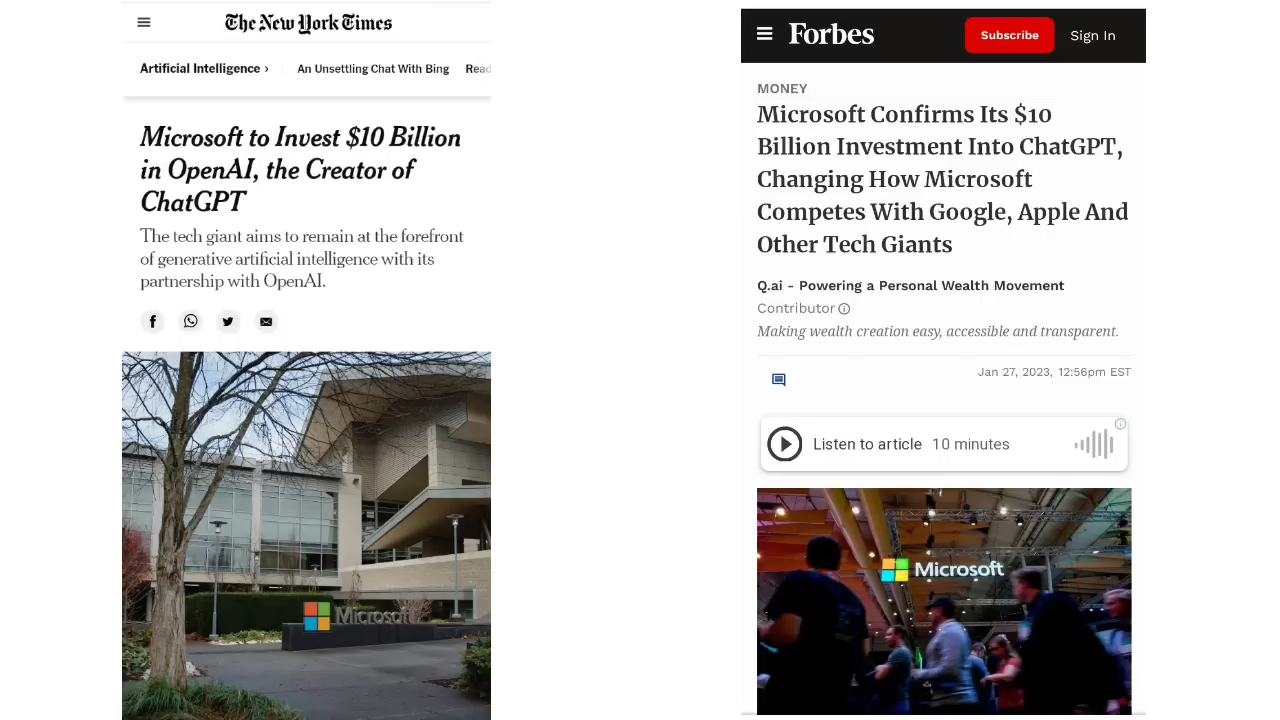 The New York Times
Artificial Intelligence › An Unsettling Chat With Bing Read
Microsoft to Invest $10 Billion
in OpenAI, the Creator of
ChatGPT
The tech giant aims to remain at the forefront
of generative artificial intelligence with its
partnership with OpenAI.
Microsoft
Forbes Subscribe Sign In
MONEY
Microsoft Confirms Its $10
Billion Investment Into ChatGPT,
Changing How Microsoft
Competes With Google, Apple And
Other Tech Giants
Q.ai - Powering a Personal Wealth Movement
Contributor
Making wealth creation easy, accessible and transparent.
Jan 27, 2023, 12:56pm EST
Listen to article 10 minutes
Microsoft